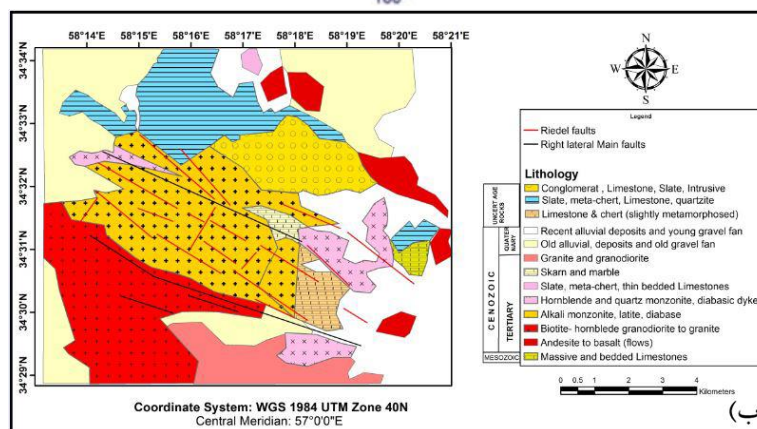 58°14'E 58°15'E 58°16'E 58°17'E 58°18'E 58°19'E 58°20'E 58°21'E
34°34'N
34°33'N
34°32'N
34°31'N
34°30'N
34°29'N
Coordinate System: WGS 1984 UTM Zone 40N
Central Meridian: 57°0'0"E
N
W E
S
Legend
Riedel faults
Right lateral Main faults
Lithology
Conglomerat , Limestone, Slate, Intrusive
Slate, meta-chert, Limestone, quartzite
Limestone & chert (slightly metamorphosed)
Recent alluvial deposits and young gravel fan
Old alluvial, deposits and old gravel fan
Granite and granodiorite
Skarn and marble
Slate, meta-chert, thin bedded Limestones
Hornblende and quartz monzonite, diabasic dyke
Alkali monzonite, latite, diabase
Biotite- hornblede granodiorite to granite
Andesite to basalt (flows)
Massive and bedded Limestones
UNCERT AGE
ROCKS
QUATER
NARY
CENOZOIC
TERTIARY
MESOZOIC
0 0.5 1 2 3 4
Kilometers
ب)